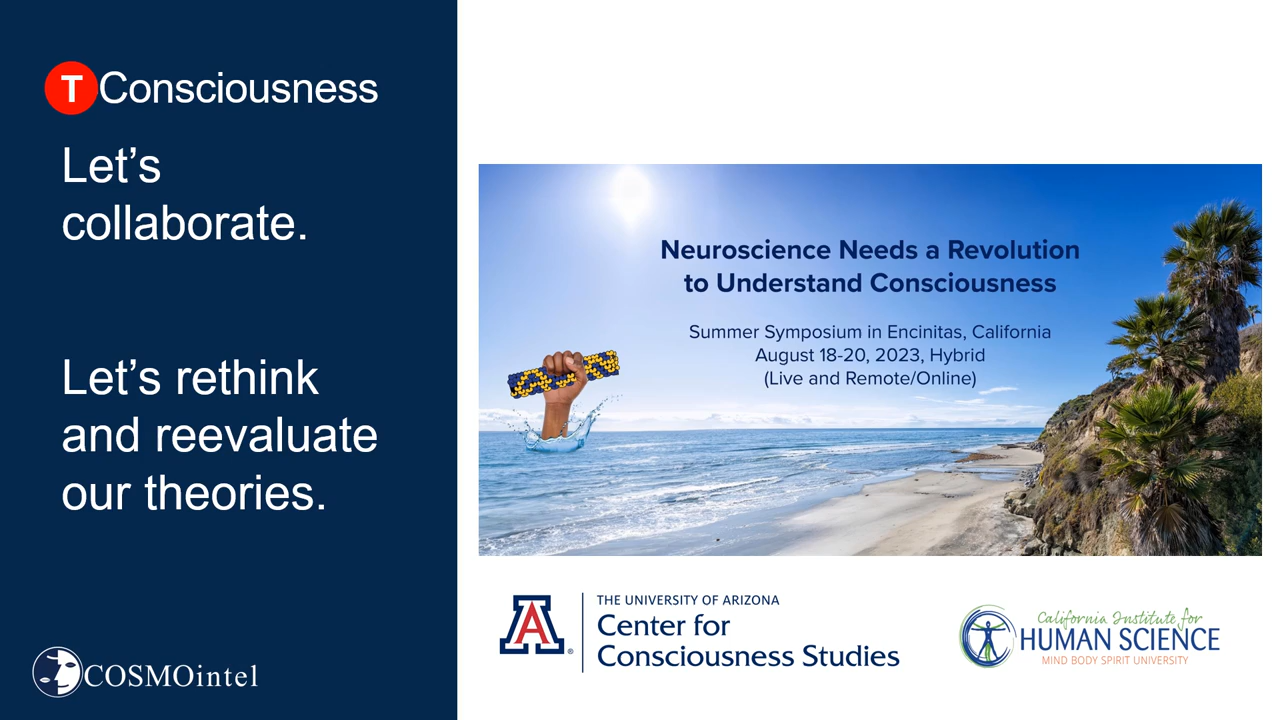 T Consciousness
Let’s
collaborate.
Let’s rethink
and reevaluate
our theories.
COSMOintel
Neuroscience Needs a Revolution
to Understand Consciousness
Summer Symposium in Encinitas, California
August 18-20, 2023, Hybrid
(Live and Remote/Online)
A
THE UNIVERSITY OF ARIZONA
Center for
Consciousness Studies
®
California Institute for
HUMAN SCIENCE
MIND BODY SPIRIT UNIVERSITY